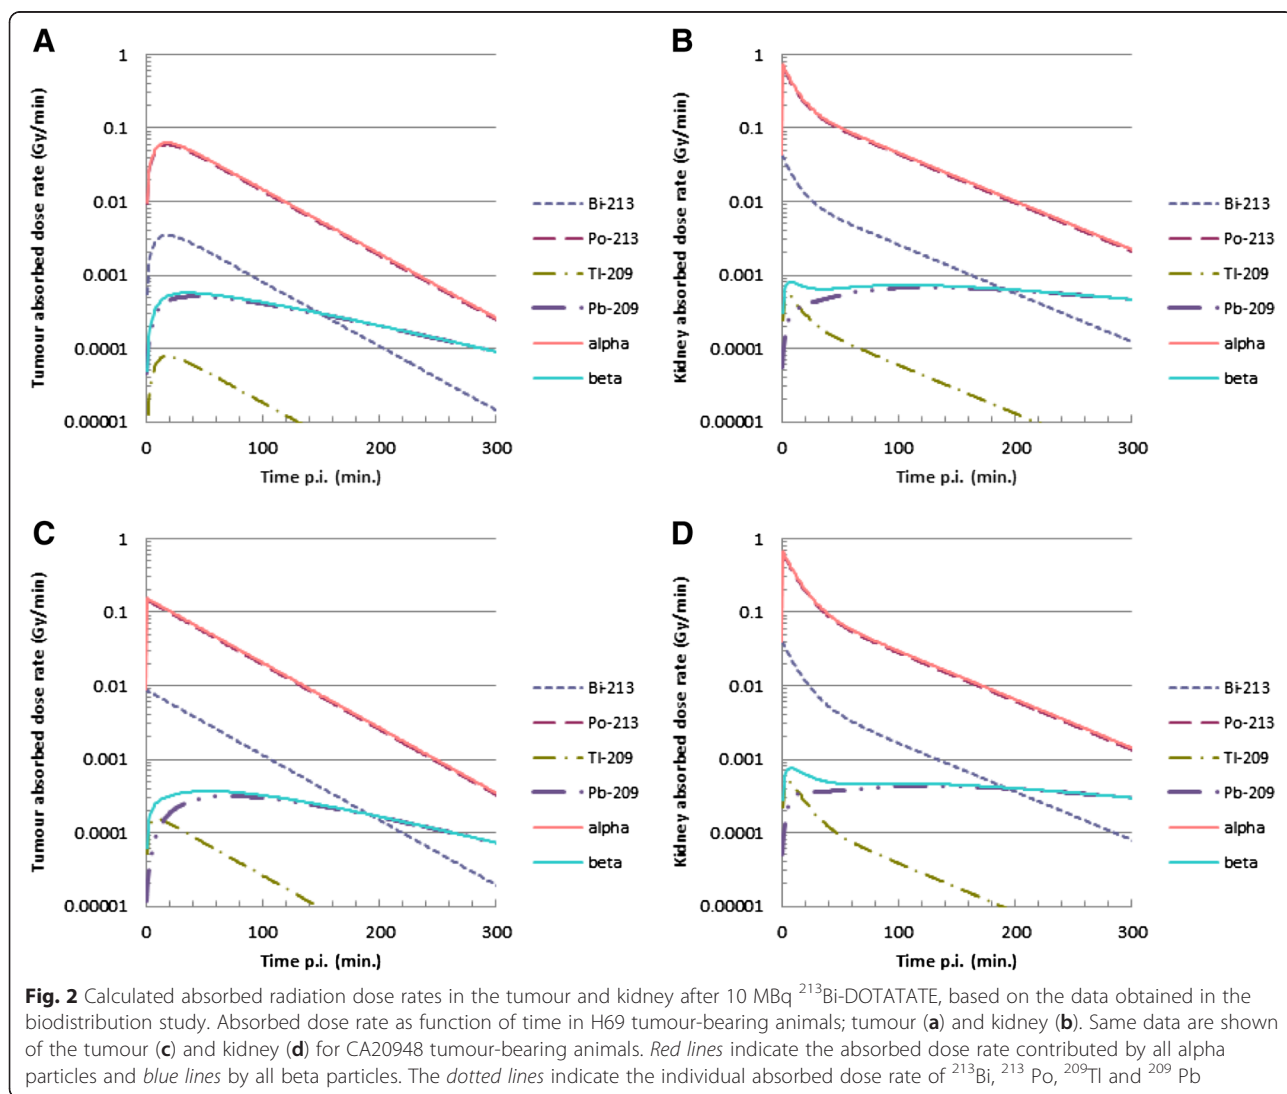 A
Tumour absorbed dose rate (Gy/min)
1
0.1
0.01
0.001
0.0001
0.00001
0
100
200
300
Time p.i. (min.)
Bi-213
Po-213
Tl-209
Pb-209
alpha
beta
B
Kidney absorbed dose rate (Gy/min)
1
0.1
0.01
0.001
0.0001
0.00001
0
100
200
300
Time p.i. (min.)
Bi-213
Po-213
Tl-209
Pb-209
alpha
beta
C
Tumour absorbed dose rate (Gy/min)
1
0.1
0.01
0.001
0.0001
0.00001
0
100
200
300
Time p.i. (min.)
Bi-213
Po-213
Tl-209
Pb-209
alpha
beta
D
Kidney absorbed dose rate (Gy/min)
1
0.1
0.01
0.001
0.0001
0.00001
0
100
200
300
Time p.i. (min.)
Bi-213
Po-213
Tl-209
Pb-209
alpha
beta
Fig. 2 Calculated absorbed radiation dose rates in the tumour and kidney after 10 MBq ²¹³Bi-DOTATATE, based on the data obtained in the
biodistribution study. Absorbed dose rate as function of time in H69 tumour-bearing animals; tumour (a) and kidney (b). Same data are shown
of the tumour (c) and kidney (d) for CA20948 tumour-bearing animals. Red lines indicate the absorbed dose rate contributed by all alpha
particles and blue lines by all beta particles. The dotted lines indicate the individual absorbed dose rate of ²¹³Bi, ²¹³ Po, ²⁰⁹Tl and ²⁰⁹ Pb